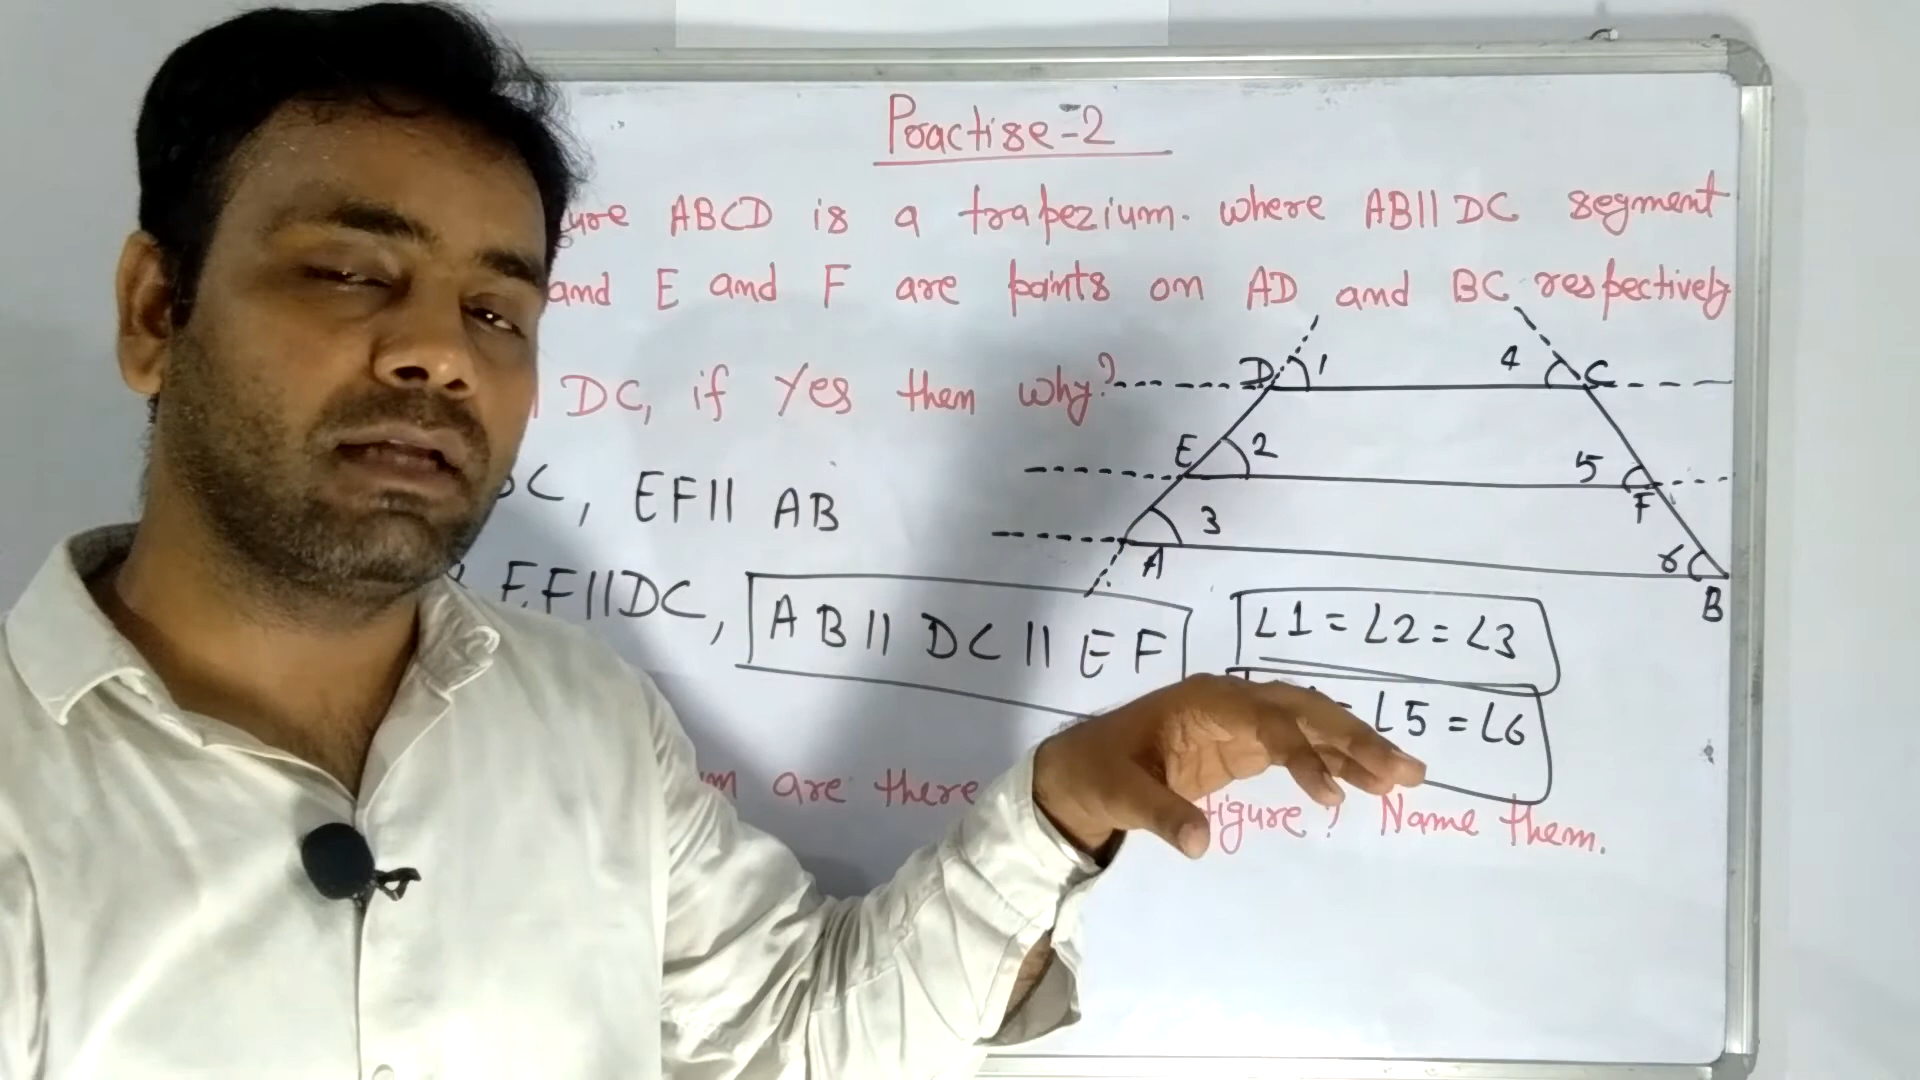 Practise-2
ABCD is a trapezium. where AB || DC segment
and E and F are points on AD and BC respectively
DC, if Yes then why?
D 1 4 C
E 2 5 F
3 A 6 B
EF || AB
EF || DC, AB || DC || EF
∠1 = ∠2 = ∠3
= ∠5 = ∠6
are there figure? Name them.